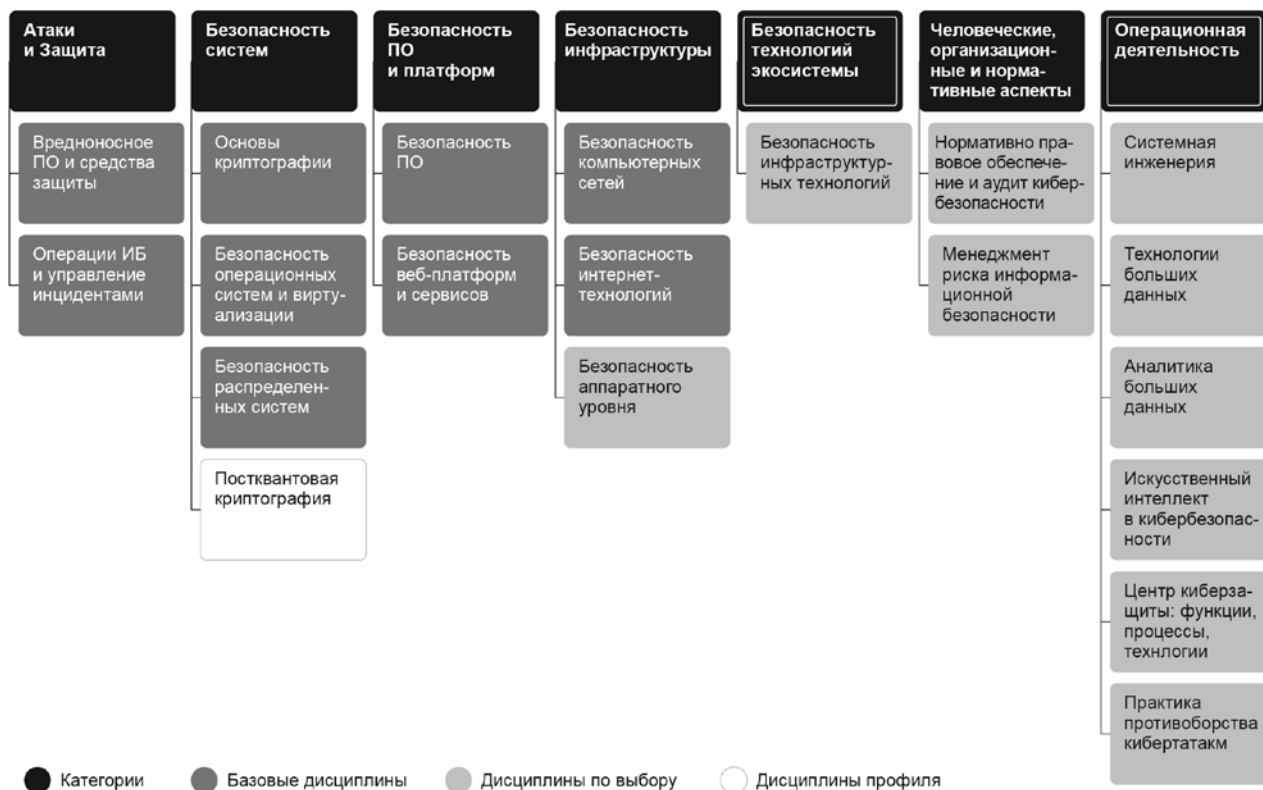 Атаки
и Защита
Безопасность
систем
Безопасность
ПО
и платформ
Безопасность
инфраструктуры
Безопасность
технологий
экосистемы
Человеческие,
организацион-
ные и норма-
тивные аспекты
Операционная
деятельность
Вредноносное
ПО и средства
защиты
Операции ИБ
и управление
инцидентами
Основы
криптографии
Безопасность
операционных
систем и вирту-
ализации
Безопасность
распределен-
ных систем
Постквантовая
криптография
Безопасность
ПО
Безопасность
веб-платформ
и сервисов
Безопасность
компьютерных
сетей
Безопасность
интернет-
технологий
Безопасность
аппаратного
уровня
Безопасность
инфраструктур-
ных технологий
Нормативно пра-
вовое обеспече-
ние и аудит кибер-
безопасности
Менеджмент
риска информа-
ционной
безопасности
Системная
инженерия
Технологии
больших
данных
Аналитика
больших
данных
Искусственный
интеллект
в кибербезопас-
ности
Центр киберза-
щиты: функции,
процессы,
технлогии
Практика
противоборства
кибертатакм
Категории
Базовые дисциплины
Дисциплины по выбору
Дисциплины профиля